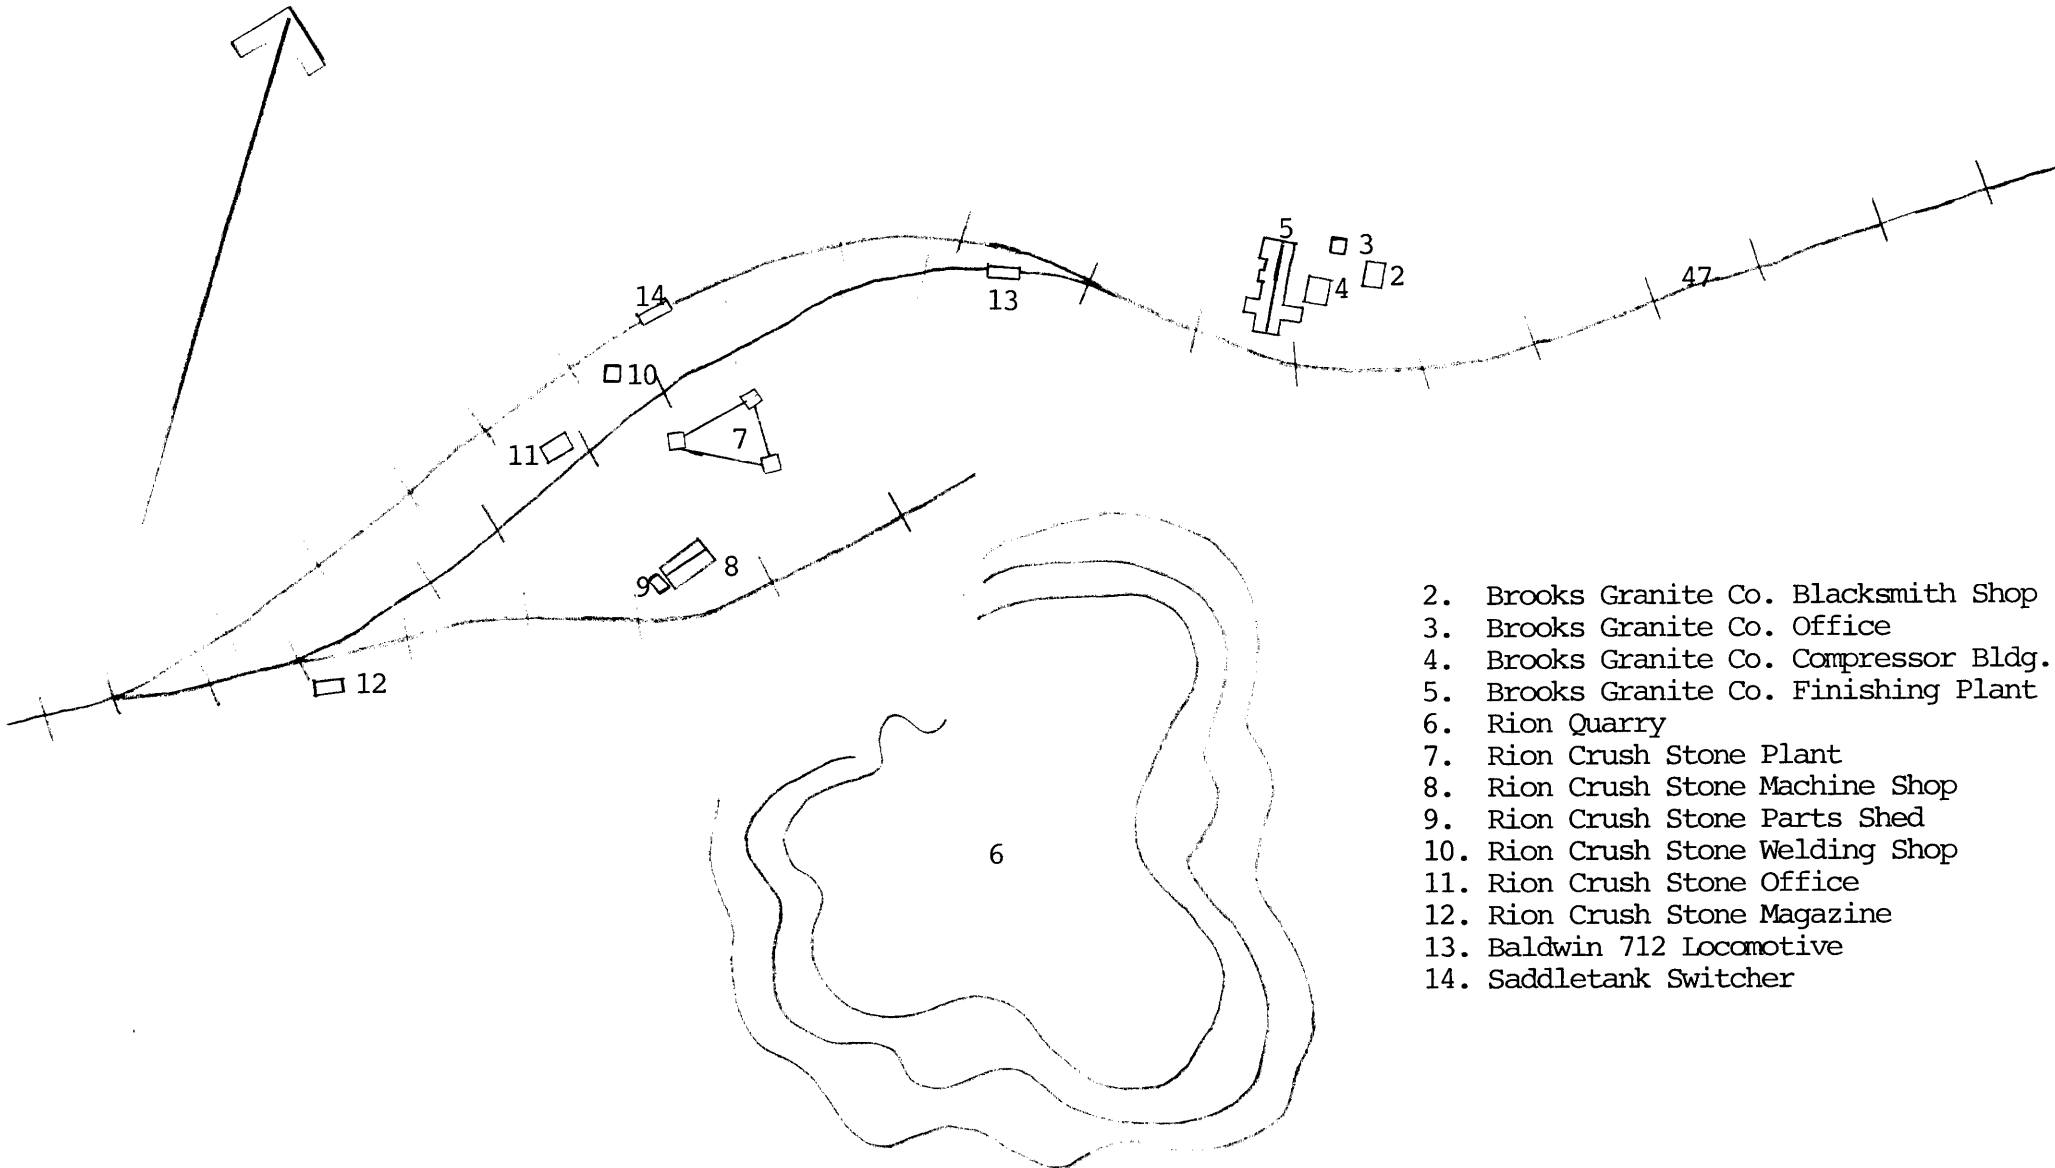 5
3
2
4
47
14
13
10
7
11
8
9
12
6
2. Brooks Granite Co. Blacksmith Shop
3. Brooks Granite Co. Office
4. Brooks Granite Co. Compressor Bldg.
5. Brooks Granite Co. Finishing Plant
6. Rion Quarry
7. Rion Crush Stone Plant
8. Rion Crush Stone Machine Shop
9. Rion Crush Stone Parts Shed
10. Rion Crush Stone Welding Shop
11. Rion Crush Stone Office
12. Rion Crush Stone Magazine
13. Baldwin 712 Locomotive
14. Saddletank Switcher